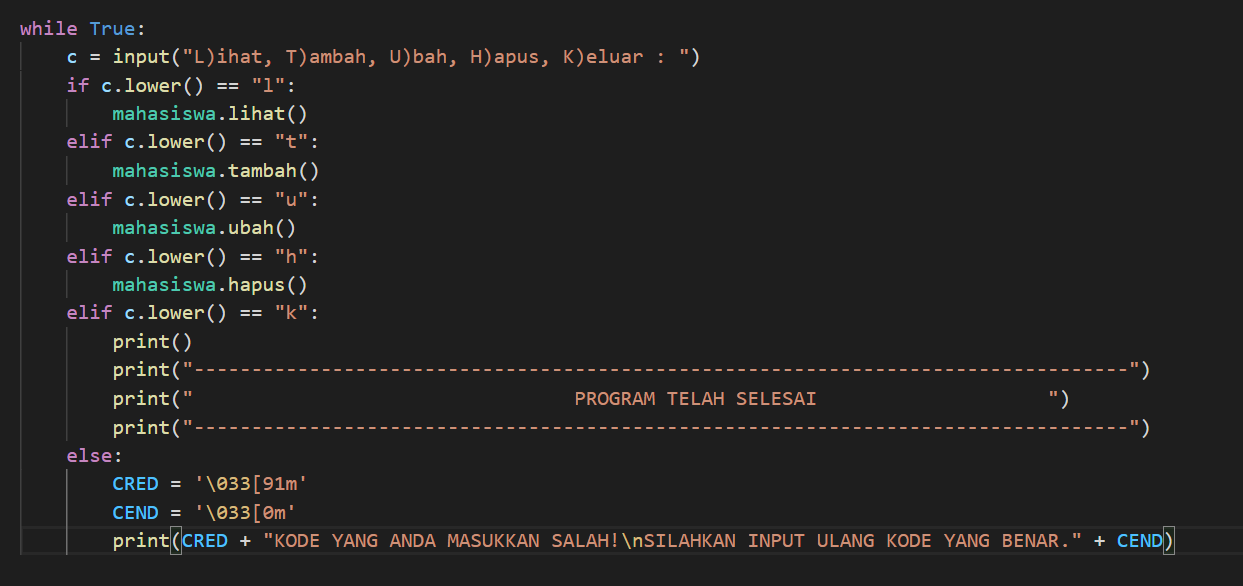 while True:
    c = input("L)ihat, T)ambah, U)bah, H)apus, K)eluar : ")
    if c.lower() == "l":
        mahasiswa.lihat()
    elif c.lower() == "t":
        mahasiswa.tambah()
    elif c.lower() == "u":
        mahasiswa.ubah()
    elif c.lower() == "h":
        mahasiswa.hapus()
    elif c.lower() == "k":
        print()
        print("---------------------------------------------------------------------------------")
        print("                                 PROGRAM TELAH SELESAI                    ")
        print("---------------------------------------------------------------------------------")
    else:
        CRED = '\033[91m'
        CEND = '\033[0m'
        print(CRED + "KODE YANG ANDA MASUKKAN SALAH!\nSILAHKAN INPUT ULANG KODE YANG BENAR." + CEND)